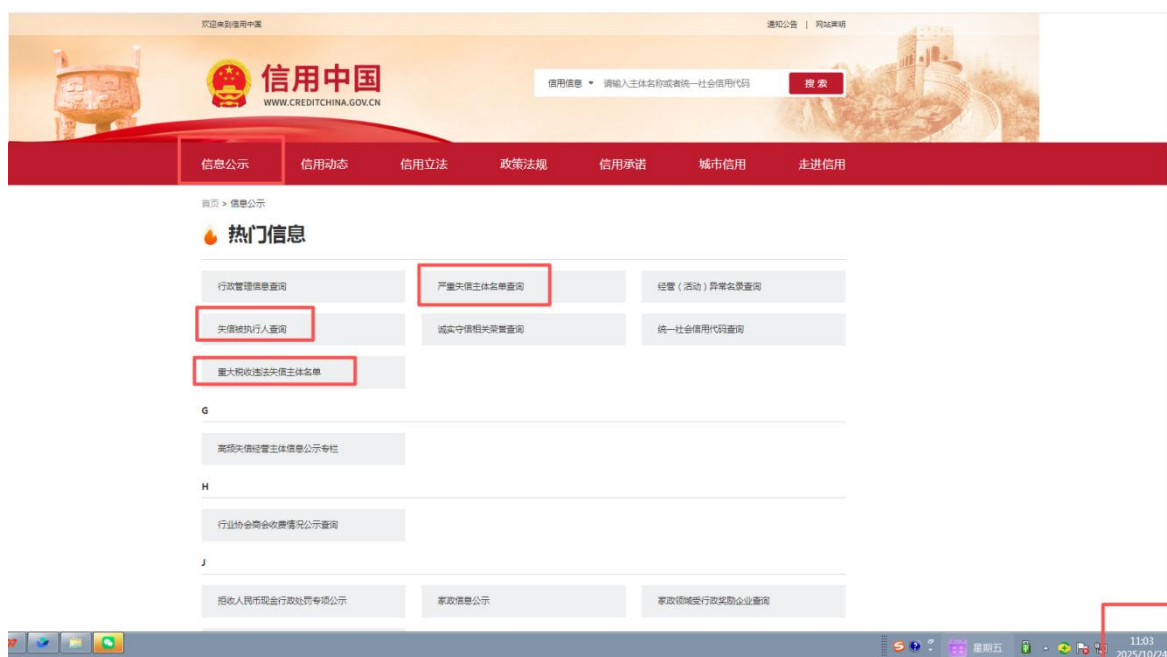 欢迎来到信用中国
通知公告 | 网站声明
信用中国
WWW.CREDITCHINA.GOV.CN
信用信息 请输入主体名称或者统一社会信用代码 搜索
信息公示 信用动态 信用立法 政策法规 信用承诺 城市信用 走进信用
首页 > 信息公示
热门信息
行政管理信息查询 严重失信主体名单查询 经营（活动）异常名录查询
失信被执行人查询 诚实守信相关荣誉查询 统一社会信用代码查询
重大税收违法失信主体名单
G
高频失信经营主体信息公示专栏
H
行业协会商会收费情况公示查询
J
拒收人民币现金行政处罚专项公示 家政信息公示 家政领域受行政奖励企业查询
星期五
11:03
2025/10/24